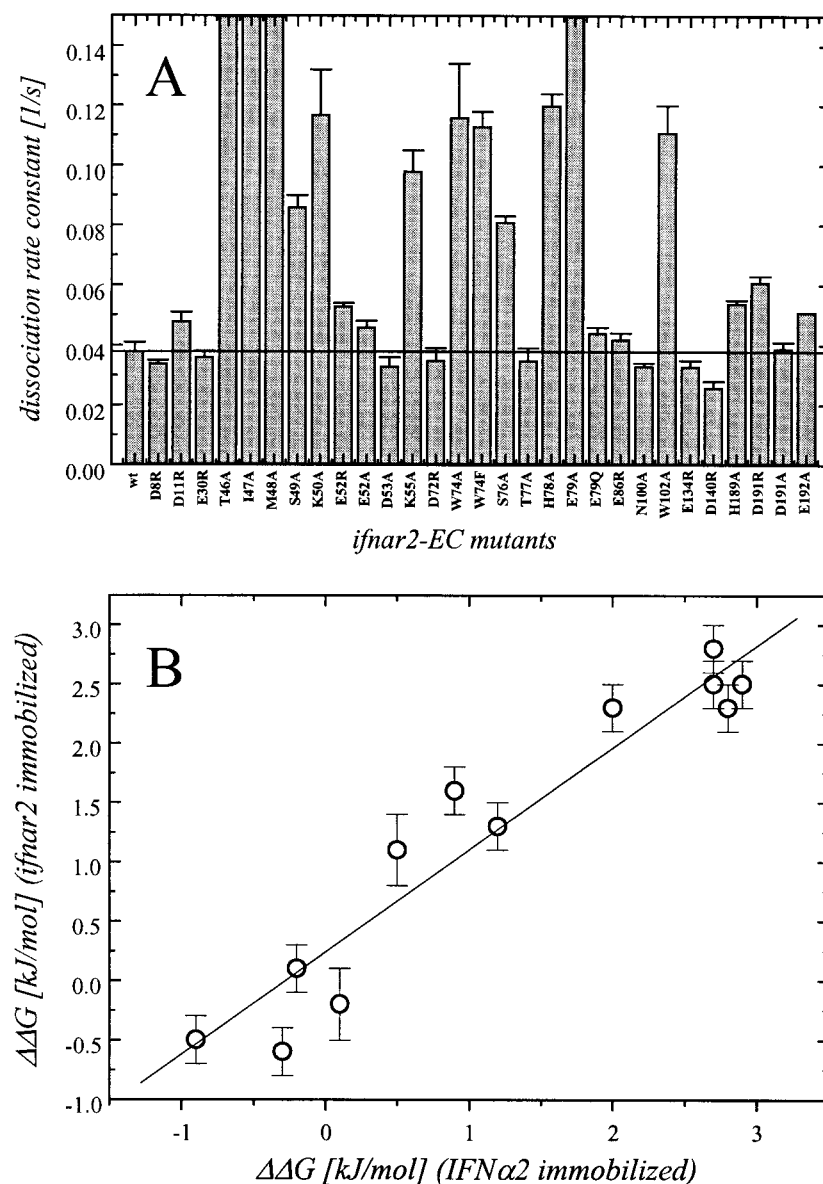 A
dissociation rate constant [1/s]
0.14
0.12
0.10
0.08
0.06
0.04
0.02
0.00
wt
D8R
D11R
E30R
T46A
I47A
M48A
S49A
K50A
E52R
E52A
D53A
K55A
D72R
W74A
W74F
S76A
T77A
H78A
E79A
E79Q
E86R
N100A
W102A
E134R
D140R
H189A
D191R
D191A
E192A
ifnar2-EC mutants
B
ΔΔG [kJ/mol] (ifnar2 immobilized)
3.0
2.5
2.0
1.5
1.0
0.5
0.0
-0.5
-1.0
-1 0 1 2 3
ΔΔG [kJ/mol] (IFNα2 immobilized)